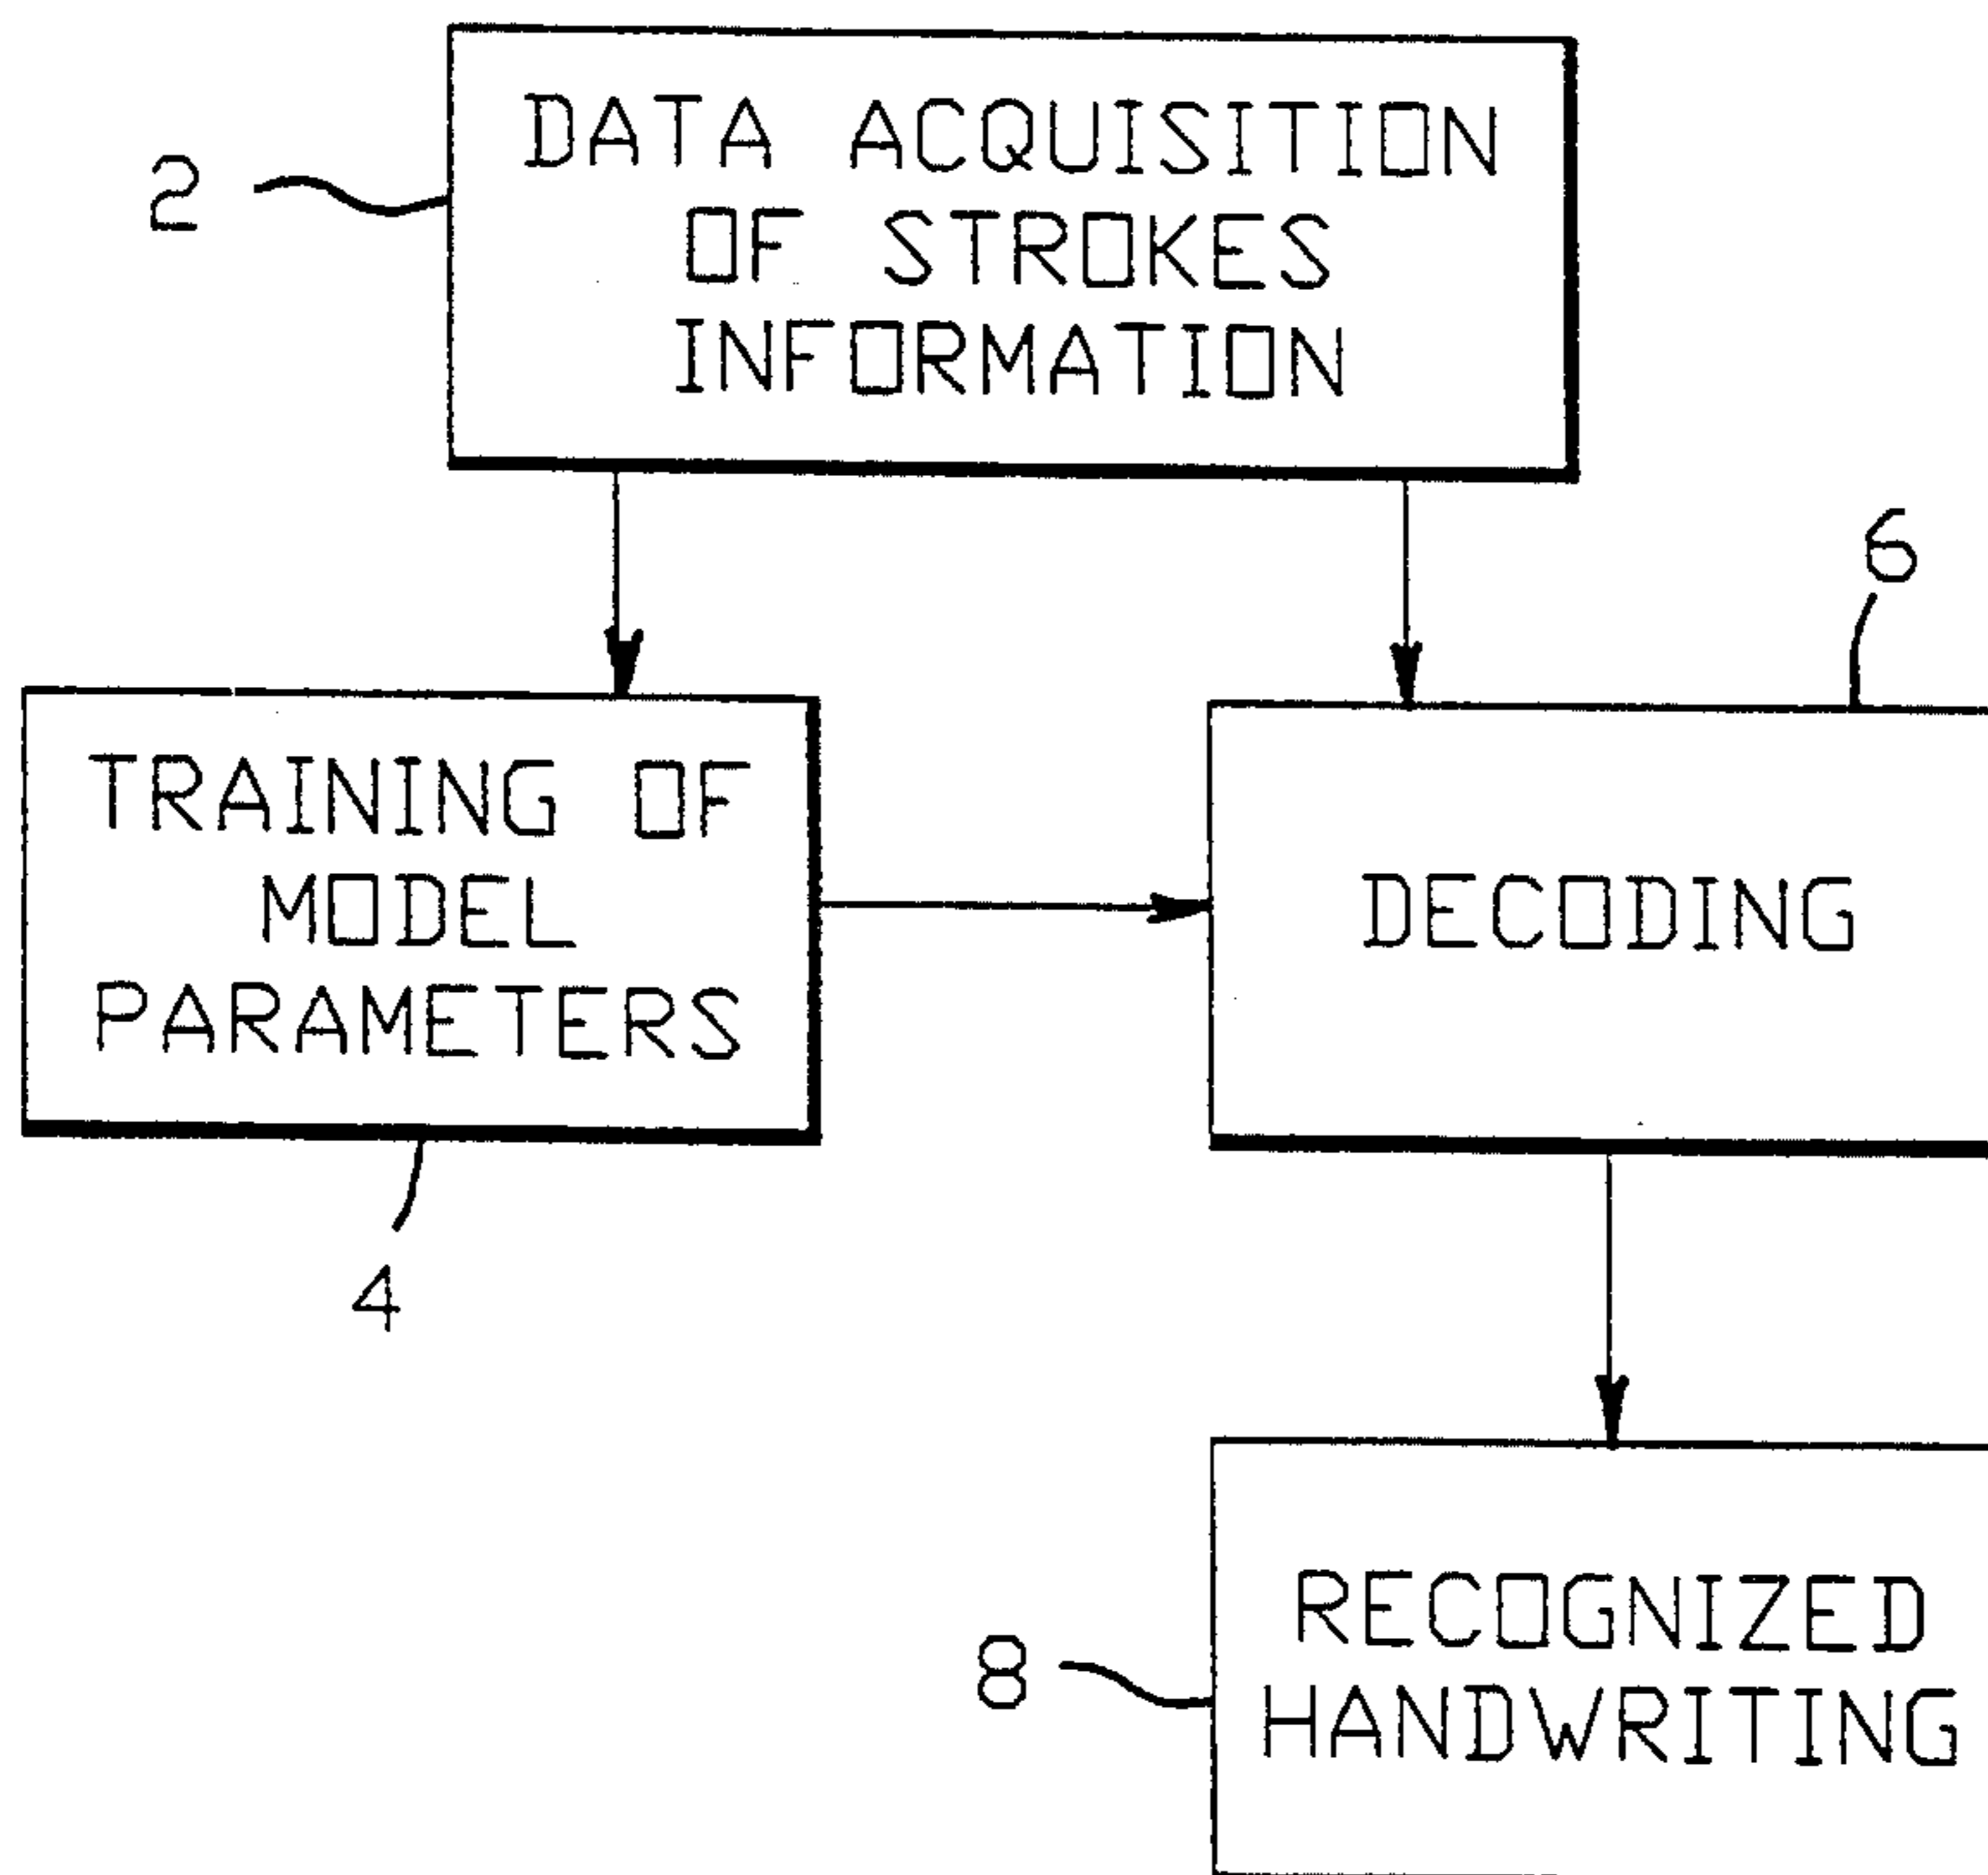 DATA ACQUISITION
OF STROKES
INFORMATION
2
6
TRAINING OF
MODEL
PARAMETERS
DECODING
4
RECOGNIZED
HANDWRITING
8